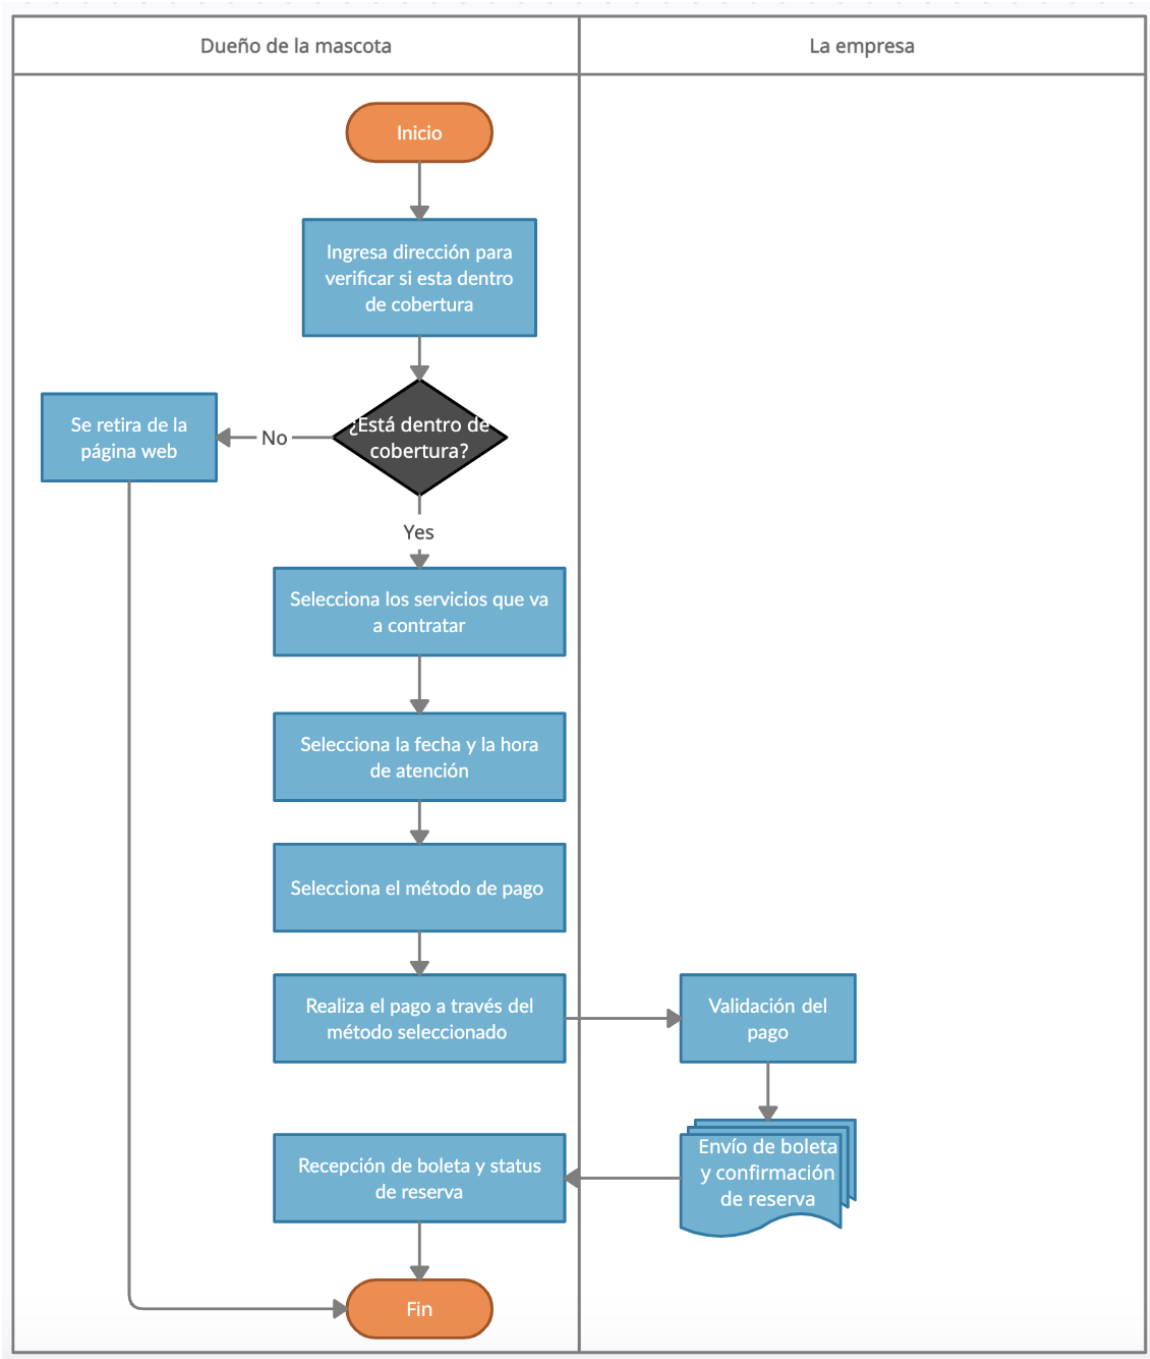 Dueño de la mascota
La empresa
Inicio
Ingresa dirección para
verificar si esta dentro
de cobertura
¿Está dentro de
cobertura?
No
Se retira de la
página web
Yes
Selecciona los servicios que va
a contratar
Selecciona la fecha y la hora
de atención
Selecciona el método de pago
Realiza el pago a través del
método seleccionado
Validación del
pago
Envío de boleta
y confirmación
de reserva
Recepción de boleta y status
de reserva
Fin